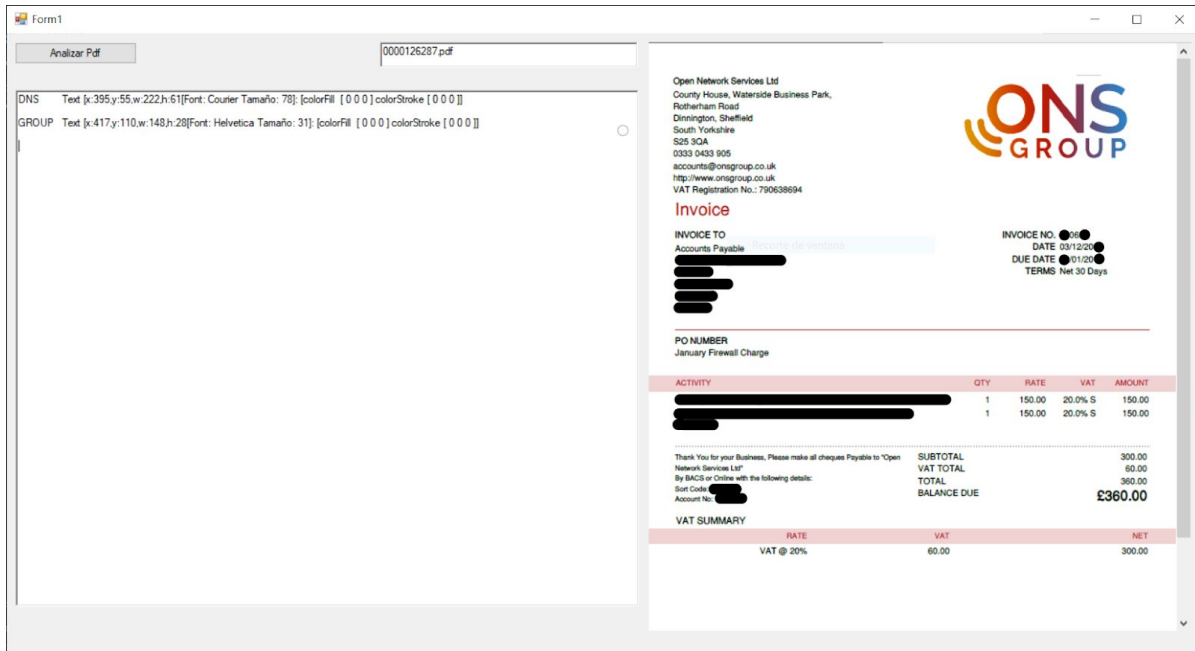 Form1
Analizar Pdf
0000126287.pdf
DNS Text [x:395,y:55,w:222,h:61[Font: Courier Tamaño: 78]: [colorFill [ 0 0 0 ] colorStroke [ 0 0 0 ]]
GROUP Text [x:417,y:110,w:148,h:28[Font: Helvetica Tamaño: 31]: [colorFill [ 0 0 0 ] colorStroke [ 0 0 0 ]]
Open Network Services Ltd
County House, Waterside Business Park,
Rotherham Road
Dinnington, Sheffield
South Yorkshire
S25 3QA
0333 0433 905
accounts@onsgroup.co.uk
http://www.onsgroup.co.uk
VAT Registration No.: 790638694
ONS
GROUP
Invoice
INVOICE TO
Accounts Payable
Recorte de ventana
INVOICE NO. 06
DATE 03/12/20
DUE DATE /01/20
TERMS Net 30 Days
PO NUMBER
January Firewall Charge
ACTIVITY QTY RATE VAT AMOUNT
1 150.00 20.0% S 150.00
1 150.00 20.0% S 150.00
Thank You for your Business, Please make all cheques Payable to "Open
Network Services Ltd"
By BACS or Online with the following details:
Sort Code:
Account No:
SUBTOTAL 300.00
VAT TOTAL 60.00
TOTAL 360.00
BALANCE DUE £360.00
VAT SUMMARY
RATE VAT NET
VAT @ 20% 60.00 300.00